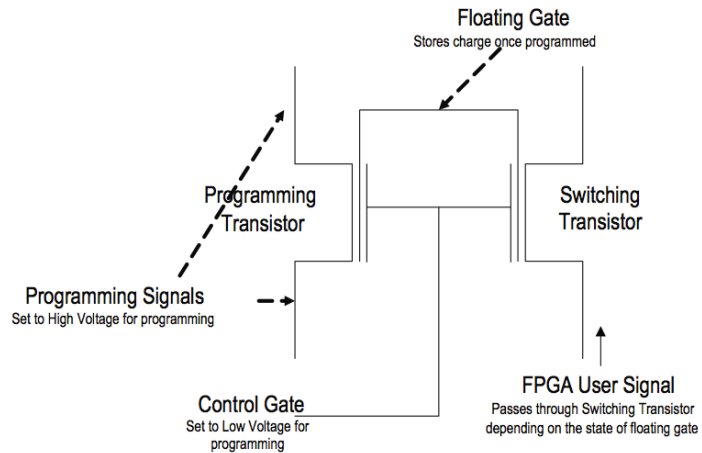 Floating Gate
Stores charge once programmed
Programming
Transistor
Switching
Transistor
Programming Signals
Set to High Voltage for programming
Control Gate
Set to Low Voltage for
programming
FPGA User Signal
Passes through Switching Transistor
depending on the state of floating gate